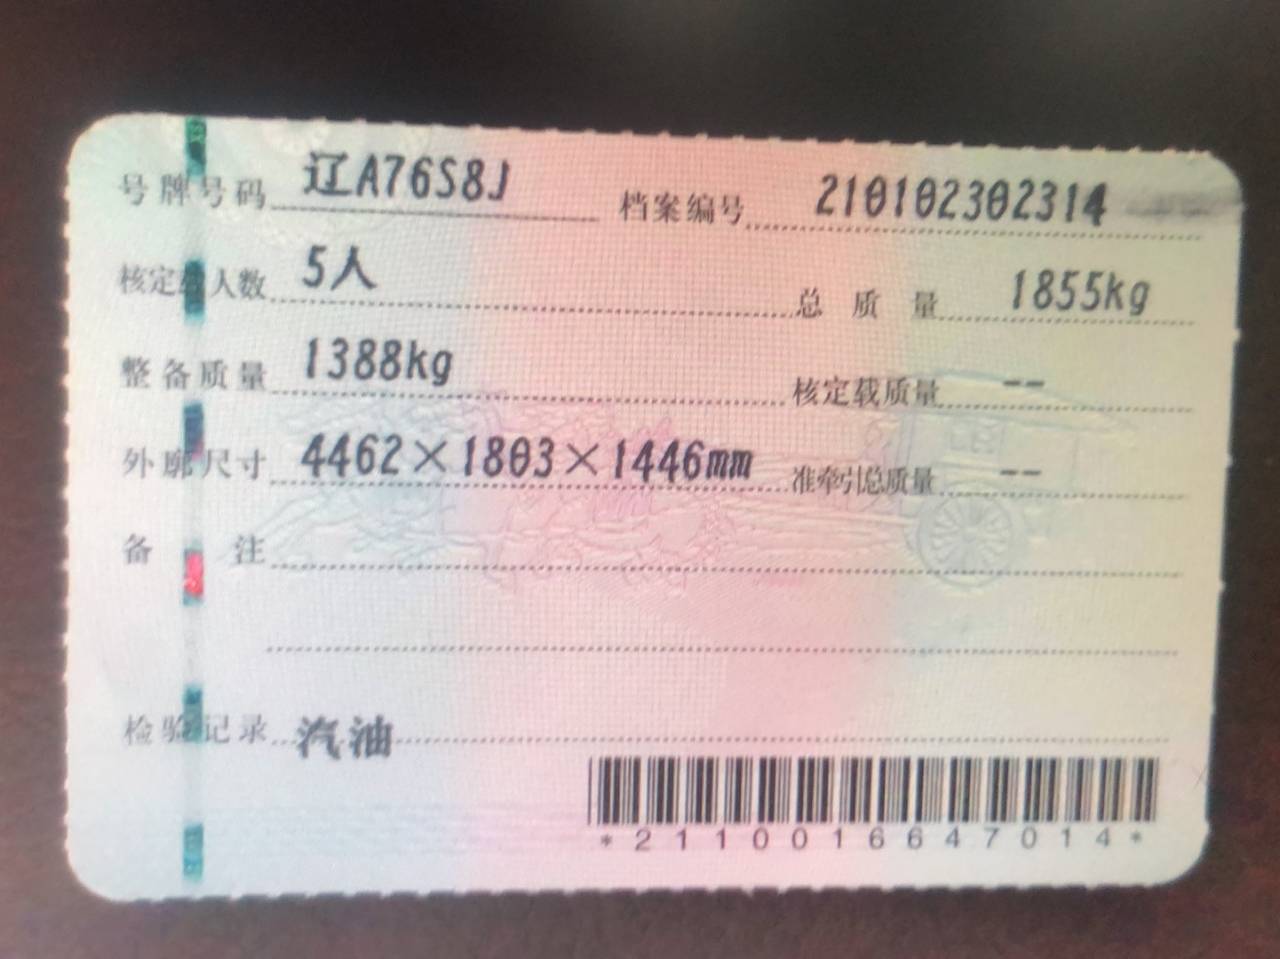 号牌号码 辽A76S8J 档案编号 210102302314
核定载人数 5人 总质量 1855kg
整备质量 1388kg 核定载质量 --
外廓尺寸 4462×1803×1446mm 准牵引总质量 --
备注
检验记录 汽油
*2110016647014*